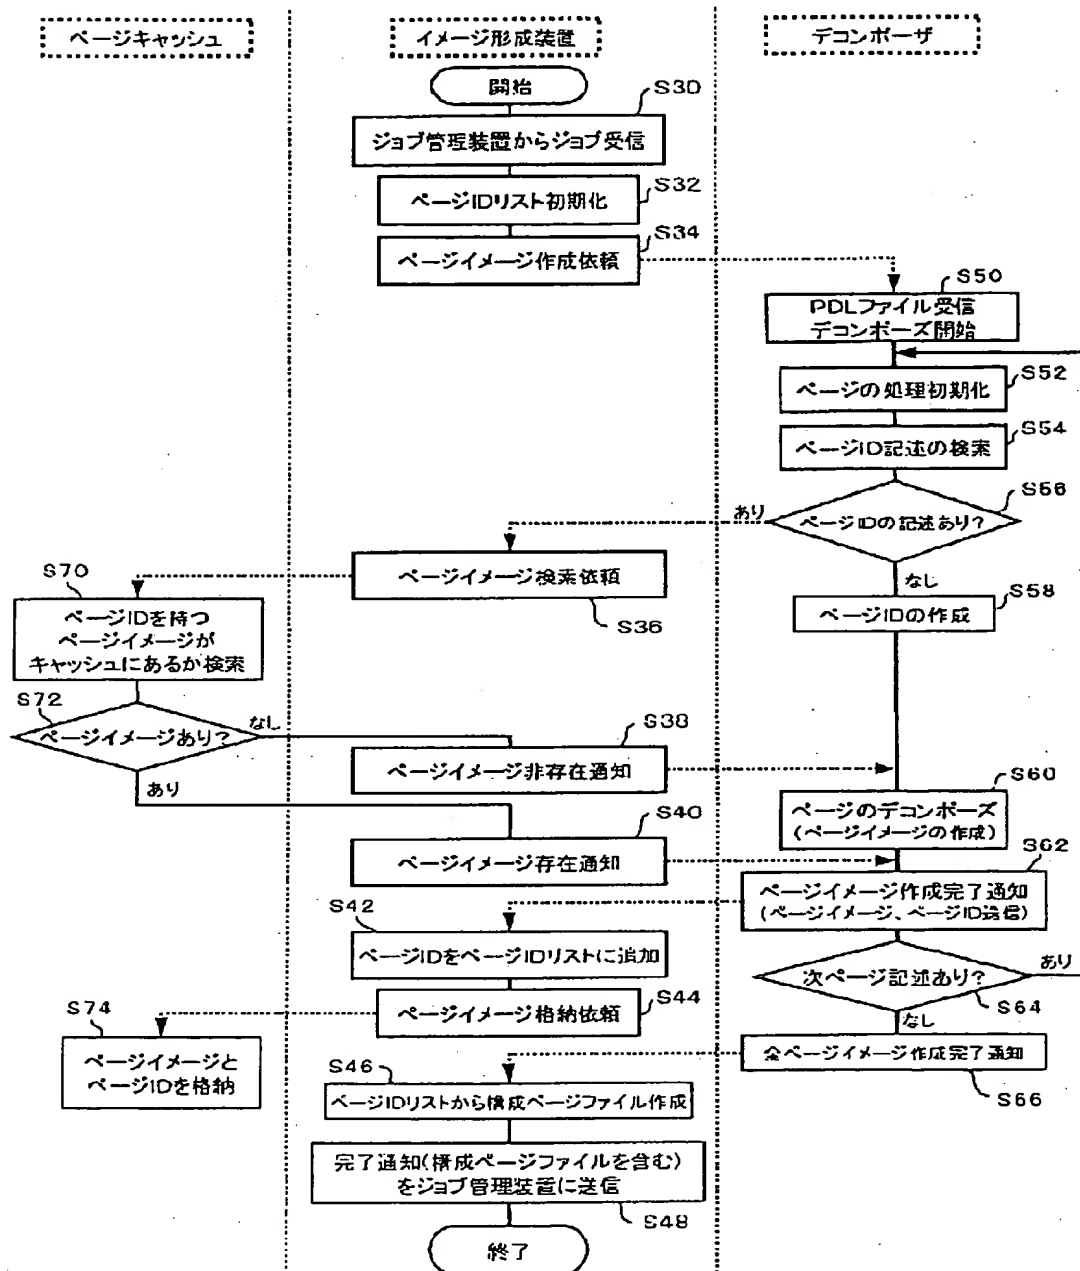 ページキャッシュ
イメージ形成装置
デコンポーザ
開始
S30
ジョブ管理装置からジョブ受信
S32
ページIDリスト初期化
S34
ページイメージ作成依頼
S50
PDLファイル受信
デコンポーズ開始
S52
ページの処理初期化
S54
ページID記述の検索
S56
ページIDの記述あり?
あり
なし
ページイメージ検索依頼
S36
S58
ページIDの作成
S70
ページIDを持つ
ページイメージが
キャッシュにあるか検索
S72
ページイメージあり?
なし
あり
S38
ページイメージ非存在通知
S60
ページのデコンポーズ
(ページイメージの作成)
S40
ページイメージ存在通知
S62
ページイメージ作成完了通知
(ページイメージ、ページID送信)
S42
ページIDをページIDリストに追加
次ページ記述あり?
あり
S64
なし
S44
ページイメージ格納依頼
S74
ページイメージと
ページIDを格納
全ページイメージ作成完了通知
S66
S46
ページIDリストから構成ページファイル作成
完了通知(構成ページファイルを含む)
をジョブ管理装置に送信
S48
終了